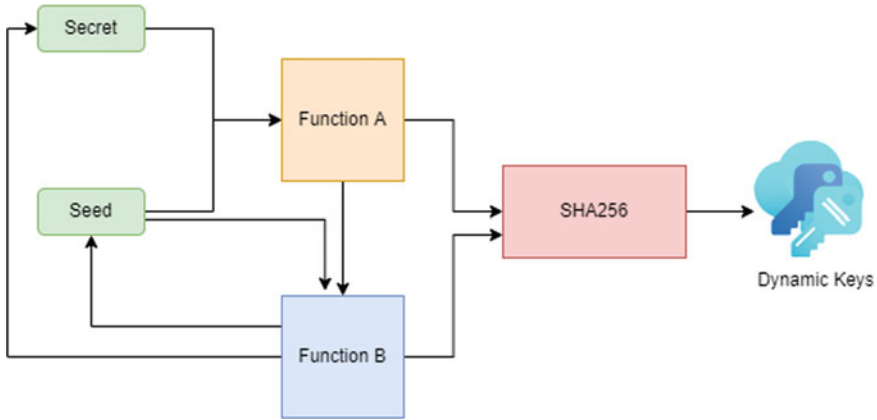 Secret
Function A
Seed
SHA256
Dynamic Keys
Function B